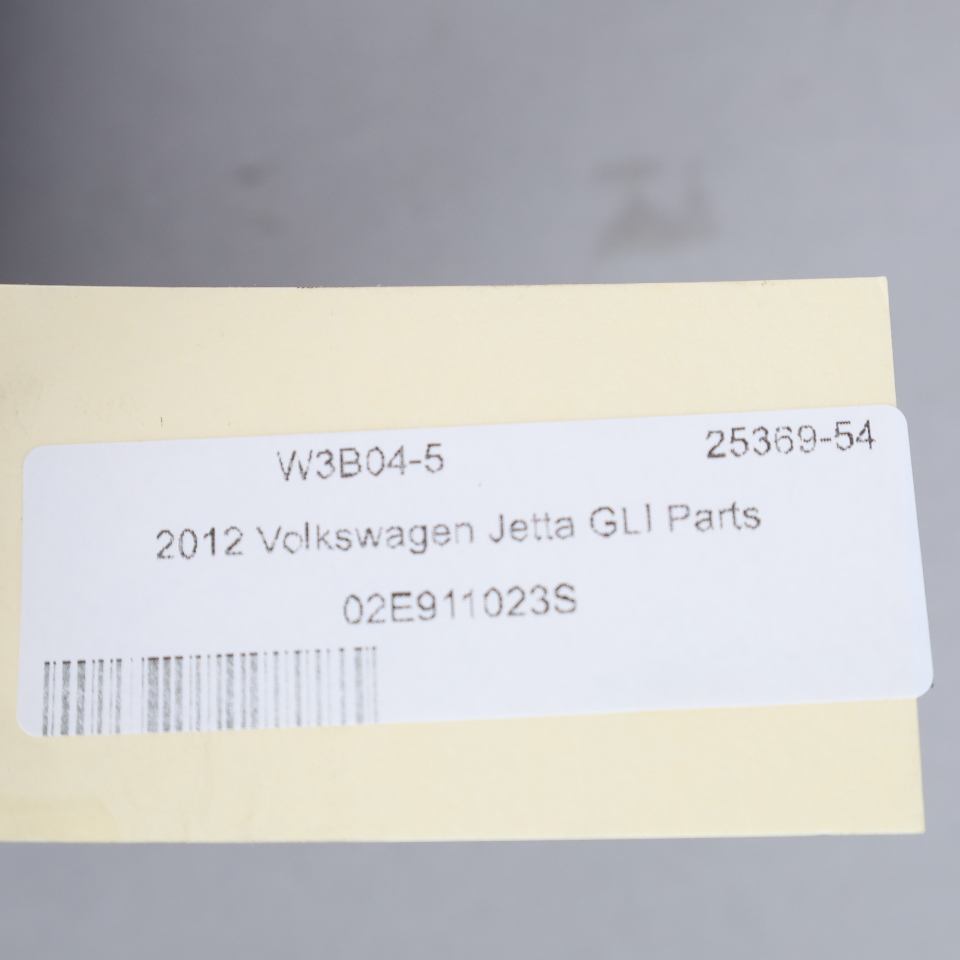 W3B04-5 25369-54
2012 Volkswagen Jetta GLI Parts
02E911023S